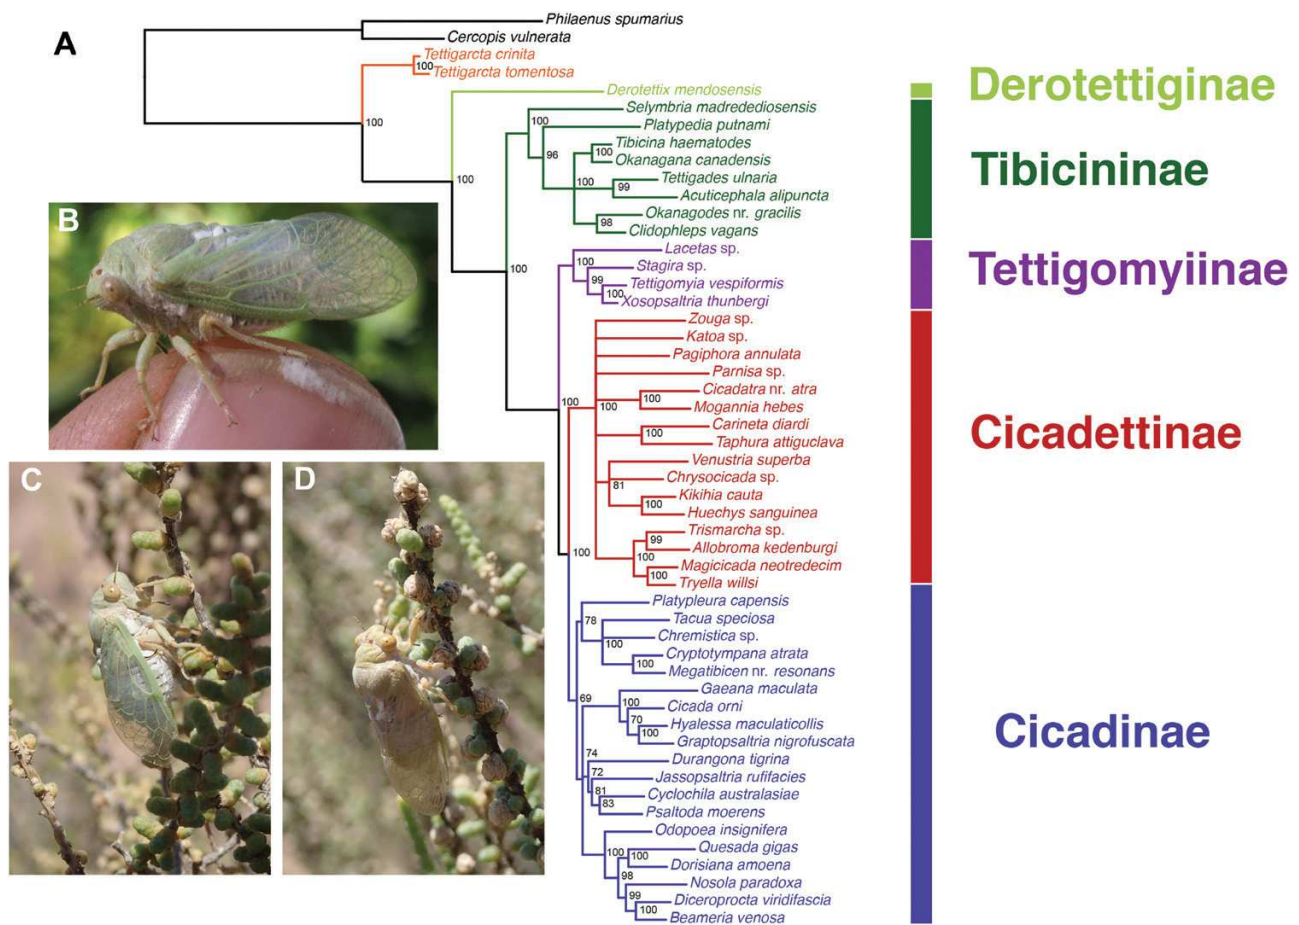 A
Philaenus spumarius
Cercopis vulnerata
Tettigarcta crinita
100
Tettigarcta tomentosa
100
Derotettix mendosensis
100
Selymbria madrededioensis
100
Platypedia putnami
96
Tibicina haematodes
100
Okanagana canadensis
100
Tettigades ulnaria
99
Acuticephala alipuncta
Okanagodes nr. gracilis
98
Clidophleps vagans
100
Lacetas sp.
100
Stagira sp.
99
Tettigomyia vespiformis
100
Xosopsaltria thunbergi
100
Zouga sp.
Katoa sp.
Pagiphora annulata
Parnisa sp.
Cicadatra nr. atra
100
100
Mogannia hebes
Carineta diardi
100
Taphura attiguclava
Venustria superba
Chrysocicada sp.
81
Kikihia cauta
100
Huechys sanguinea
Trismarcha sp.
99
Allobroma kedenburgi
100
100
Magicicada neotredecim
100
Tryella willsi
Platypleura capensis
78
Tacua speciosa
Chremistica sp.
100
Cryptotympana atrata
100
Megatibicen nr. resonans
69
Gaeana maculata
100
Cicada orni
70
Hyalessa maculaticollis
100
Graptopsaltria nigrofuscata
74
Durangona tigrina
72
Jassopsaltria rufifacies
81
Cyclochila australasiae
83
Psaltoda moerens
Odopoea insignifera
100
Quesada gigas
100
Dorisiana amoena
98
Nosola paradoxa
99
Diceroprocta viridifascia
100
Beameria venosa
Derotettiginae
Tibicininae
Tettigomyiinae
Cicadettinae
Cicadinae
B
C
D